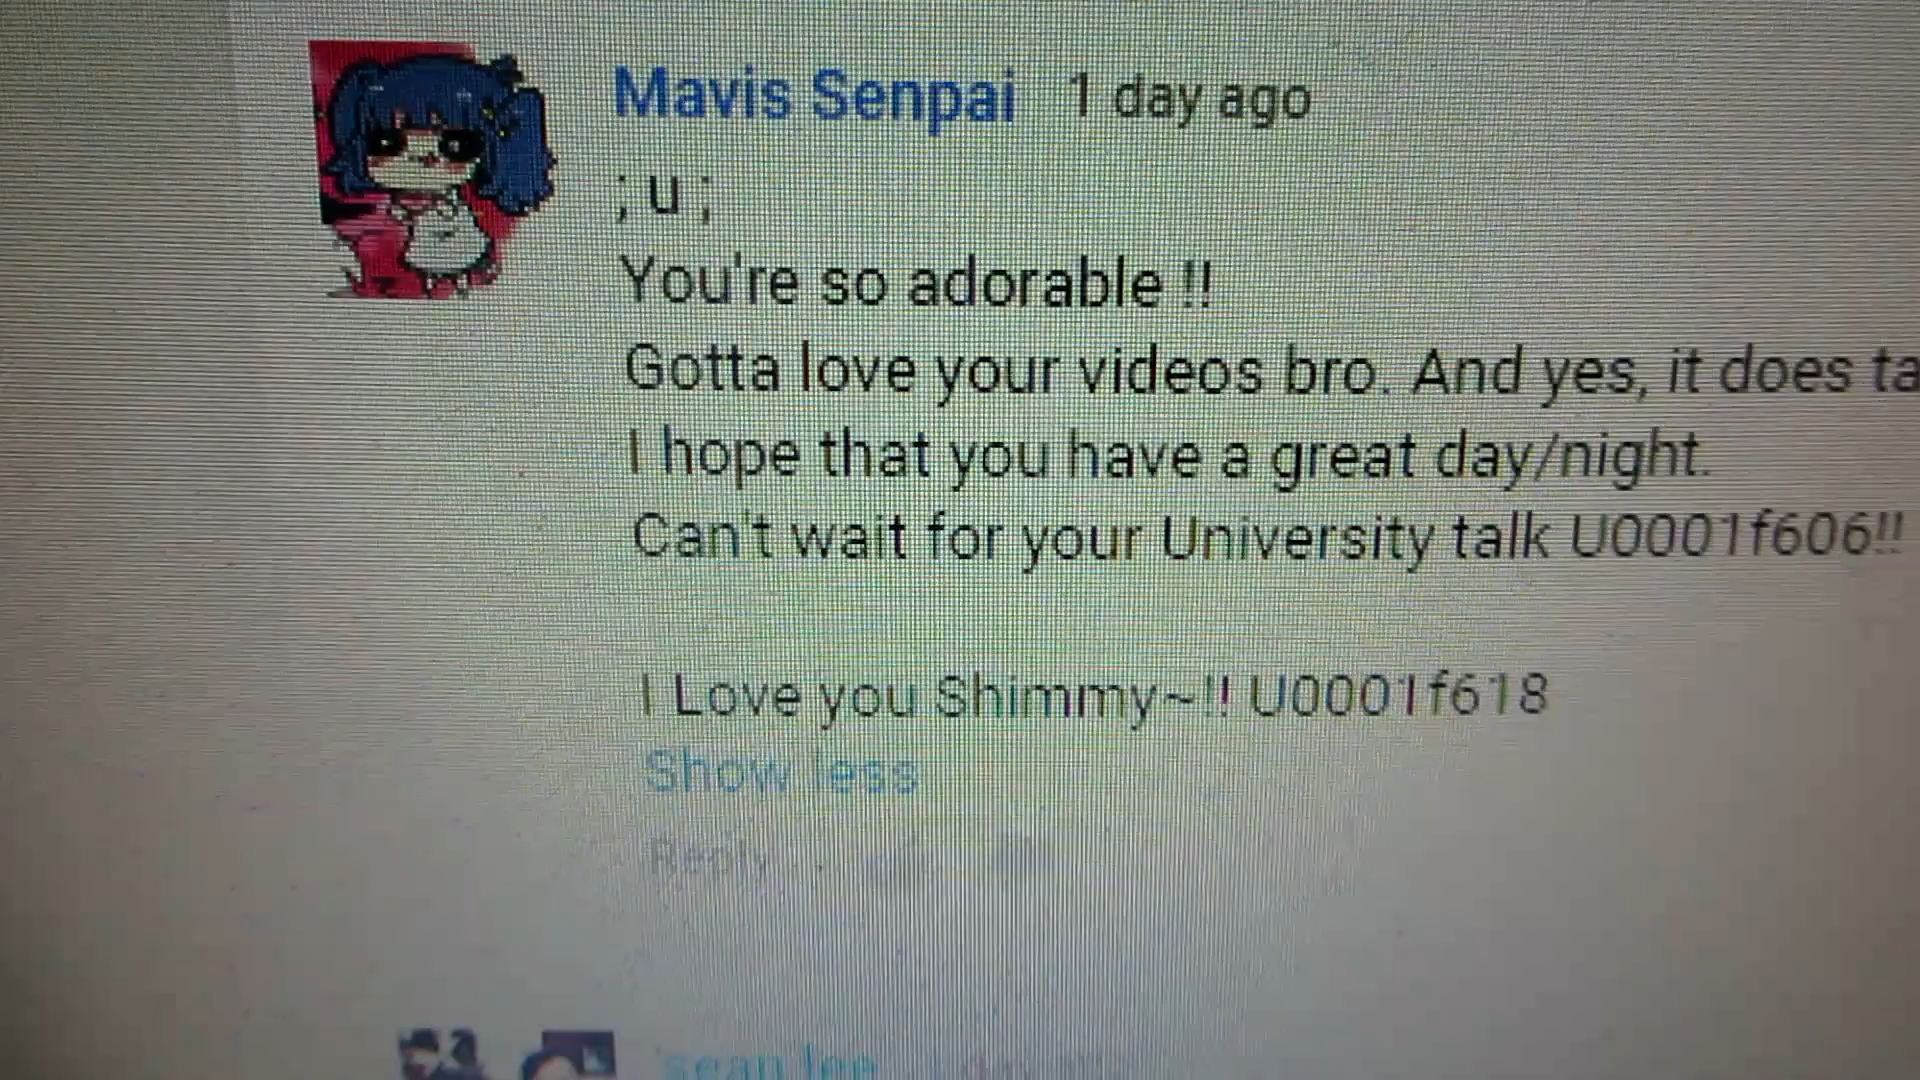 Mavis Senpai 1 day ago
; u ;
You're so adorable !!
Gotta love your videos bro. And yes, it does ta
I hope that you have a great day/night.
Can't wait for your University talk U0001f606!!
I Love you Shimmy~!! U0001f618
Show less
Reply
sean lee